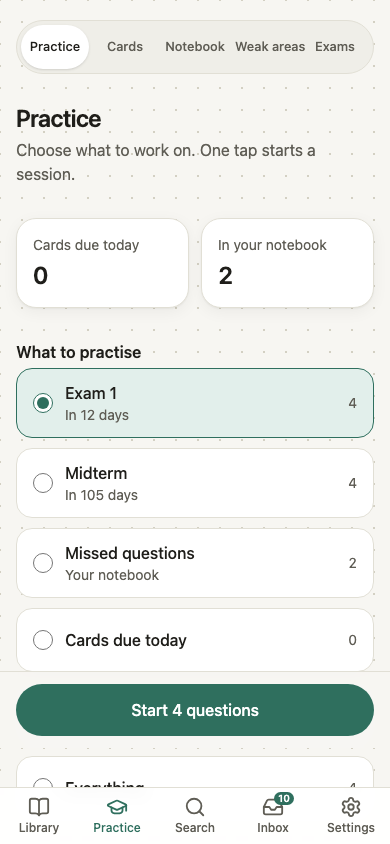 Practice
Cards
Notebook
Weak areas
Exams
Practice
Choose what to work on. One tap starts a
session.
Cards due today
0
In your notebook
2
What to practise
Exam 1
In 12 days
4
Midterm
In 105 days
4
Missed questions
Your notebook
2
Cards due today
0
Start 4 questions
Everything
10
Library
Practice
Search
Inbox
Settings